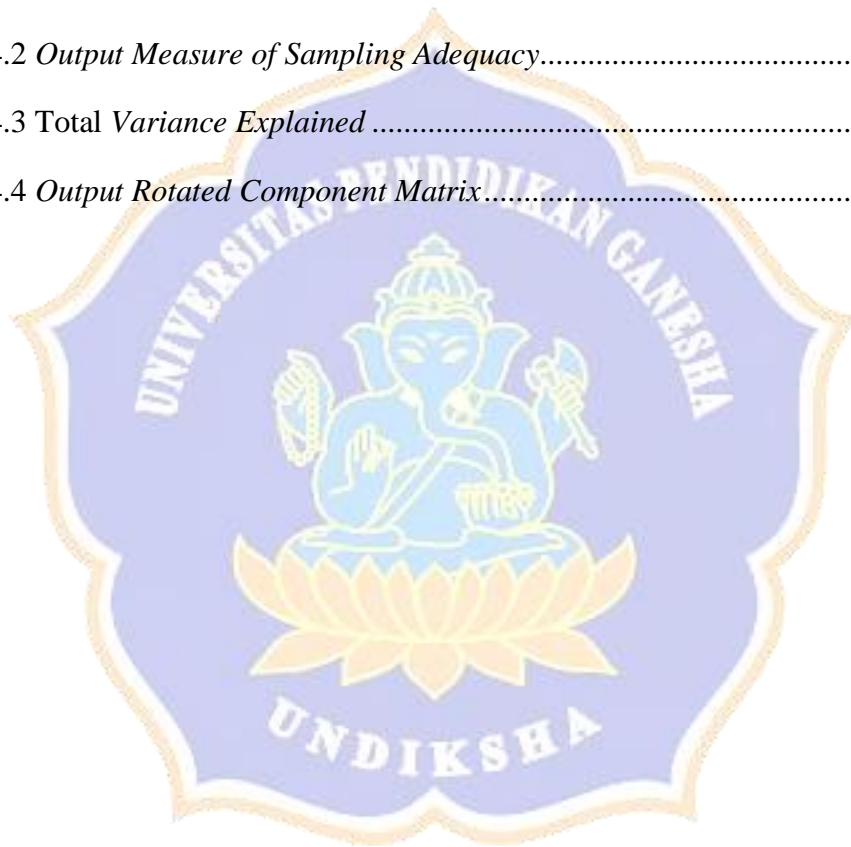 .2 Output Measure of Sampling Adequacy.......................................
.3 Total Variance Explained ............................................................
.4 Output Rotated Component Matrix..............................................
UNIVERSITAS PENDIDIKAN GANESHA
UNDIKSHA